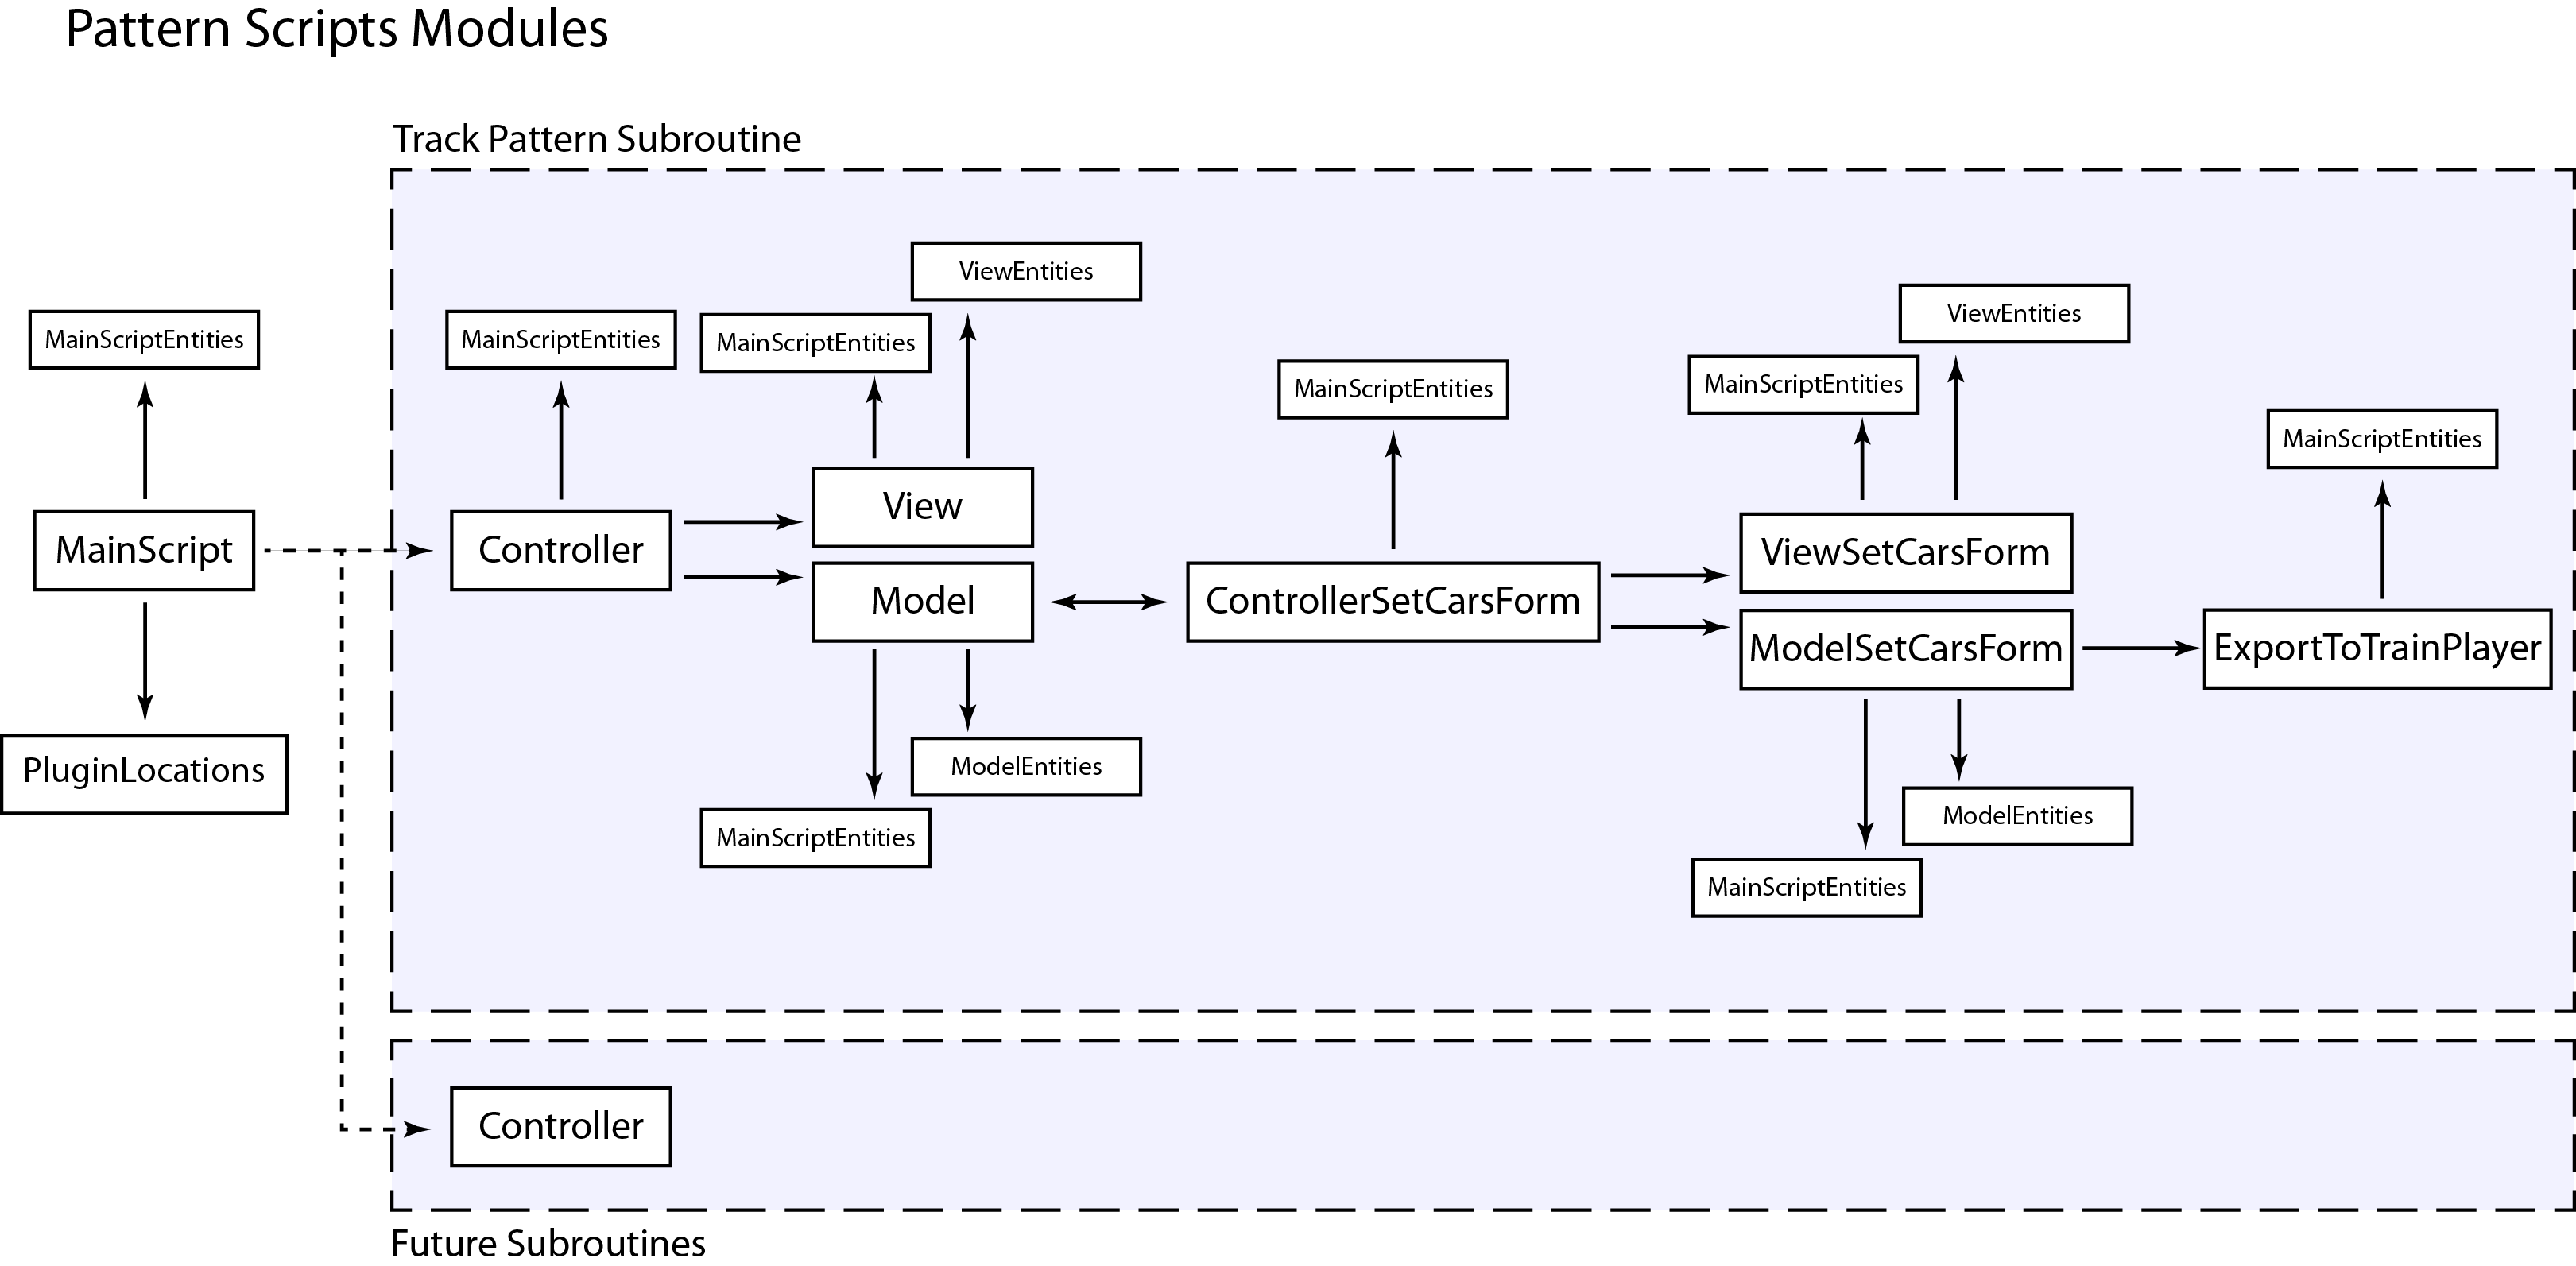 Pattern Scripts Modules
Track Pattern Subroutine
ViewEntities
ViewEntities
MainScriptEntities
MainScriptEntities
MainScriptEntities
MainScriptEntities
MainScriptEntities
MainScriptEntities
View
MainScript
Controller
ViewSetCarsForm
Model
ControllerSetCarsForm
ModelSetCarsForm
ExportToTrainPlayer
PluginLocations
ModelEntities
ModelEntities
MainScriptEntities
MainScriptEntities
Controller
Future Subroutines